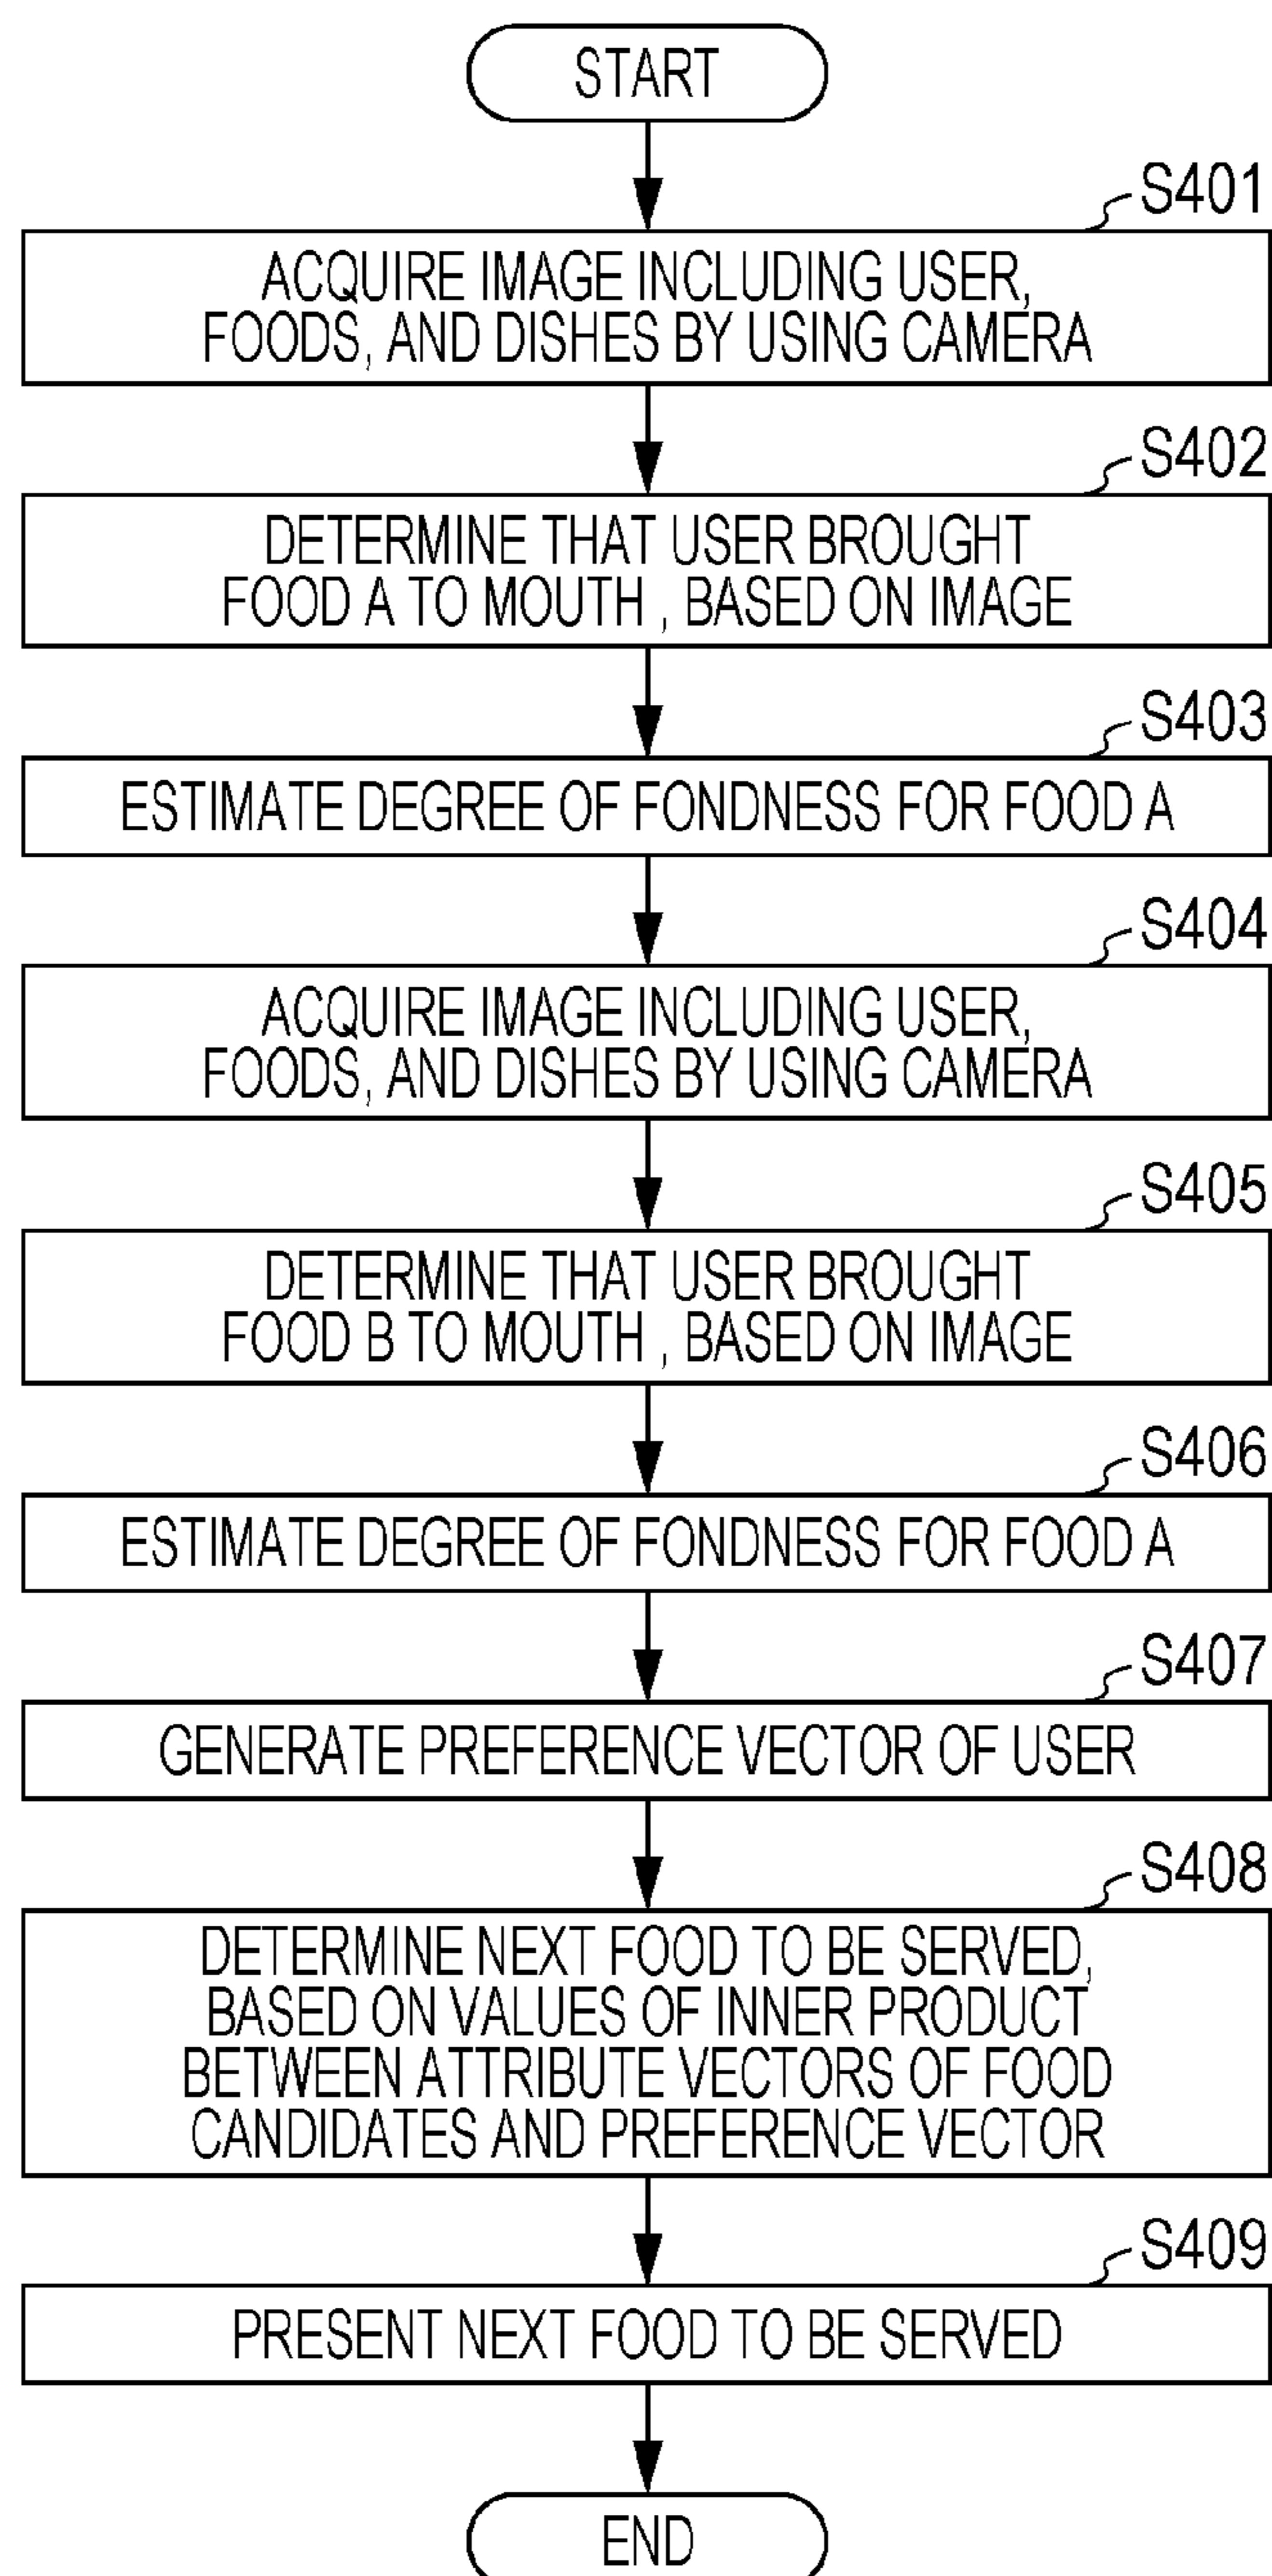 START
S401
ACQUIRE IMAGE INCLUDING USER,
FOODS, AND DISHES BY USING CAMERA
S402
DETERMINE THAT USER BROUGHT
FOOD A TO MOUTH , BASED ON IMAGE
S403
ESTIMATE DEGREE OF FONDNESS FOR FOOD A
S404
ACQUIRE IMAGE INCLUDING USER,
FOODS, AND DISHES BY USING CAMERA
S405
DETERMINE THAT USER BROUGHT
FOOD B TO MOUTH , BASED ON IMAGE
S406
ESTIMATE DEGREE OF FONDNESS FOR FOOD A
S407
GENERATE PREFERENCE VECTOR OF USER
S408
DETERMINE NEXT FOOD TO BE SERVED,
BASED ON VALUES OF INNER PRODUCT
BETWEEN ATTRIBUTE VECTORS OF FOOD
CANDIDATES AND PREFERENCE VECTOR
S409
PRESENT NEXT FOOD TO BE SERVED
END